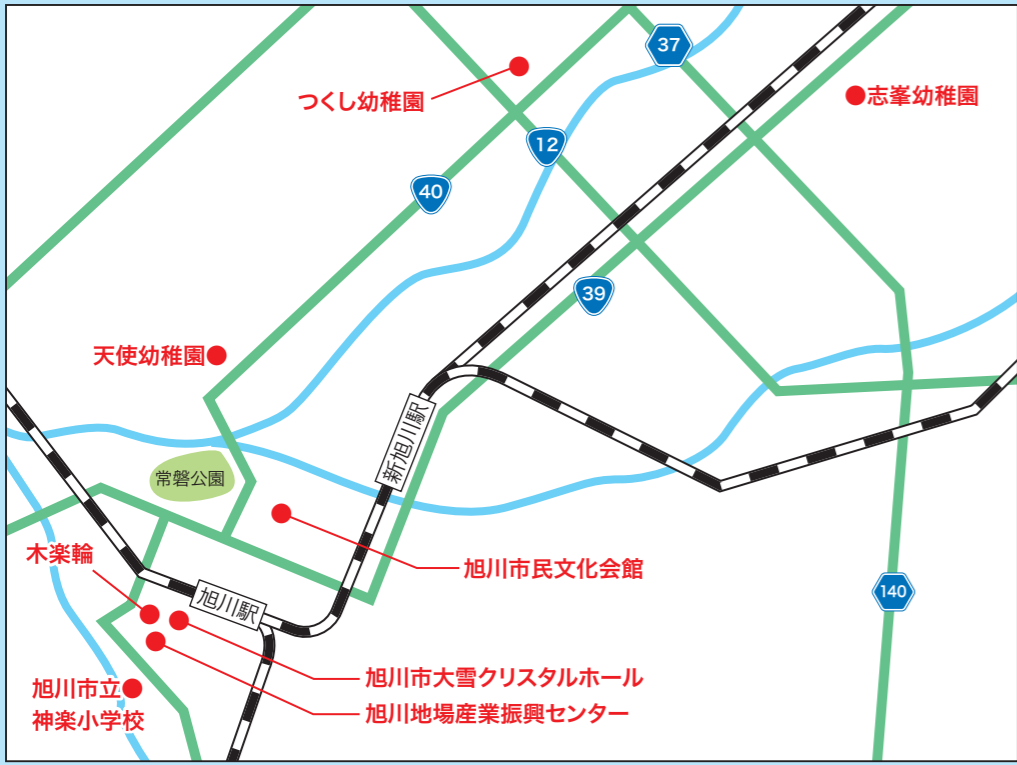 37
つくし幼稚園
志峯幼稚園
12
40
39
天使幼稚園
新旭川駅
常磐公園
木楽輪
旭川市民文化会館
旭川駅
140
旭川市大雪クリスタルホール
旭川市立
神楽小学校
旭川地場産業振興センター